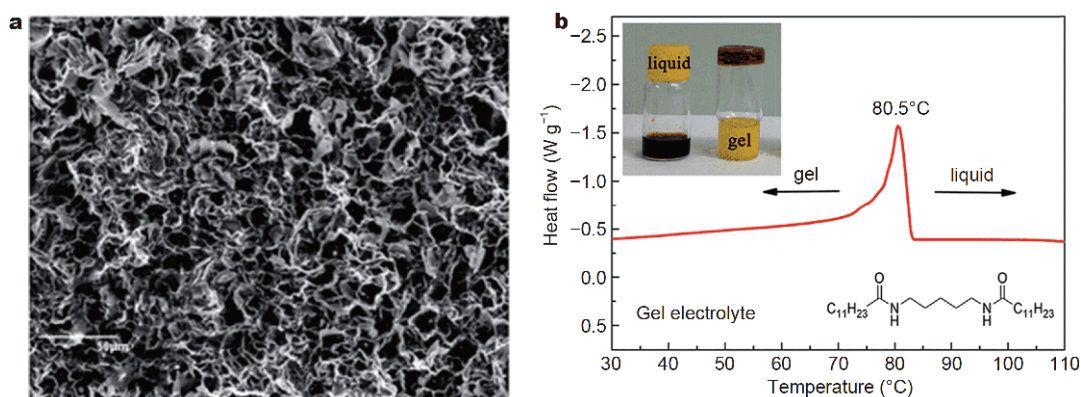 a
50μm
b
Heat flow (W g⁻¹)
−2.5
−2.0
−1.5
−1.0
−0.5
0.0
0.5
liquid
gel
80.5°C
gel
liquid
Gel electrolyte
O
O
C₁₁H₂₃
N
H
N
H
C₁₁H₂₃
30
40
50
60
70
80
90
100
110
Temperature (°C)